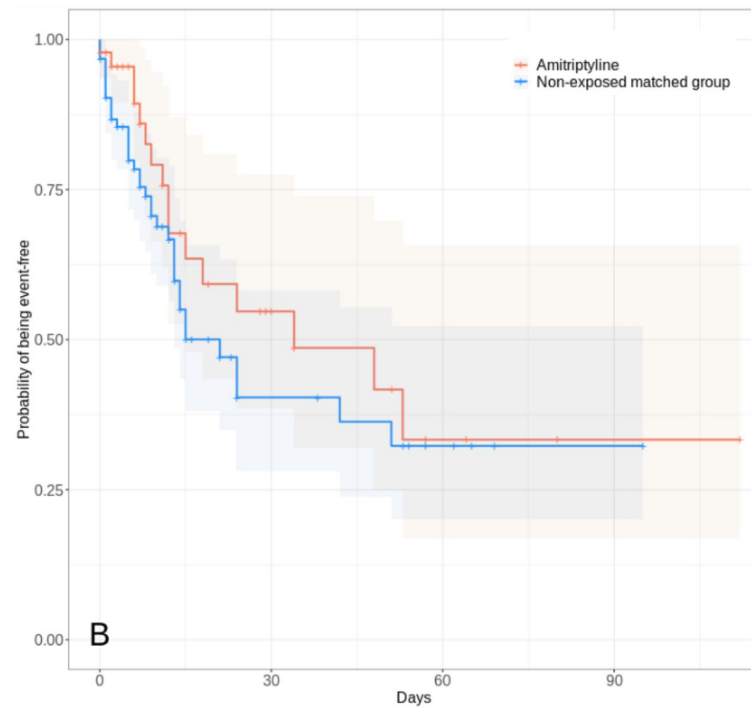 1.00
0.75
0.50
0.25
0.00
Probability of being event-free
Amitriptyline
Non-exposed matched group
B
0
30
60
90
Days